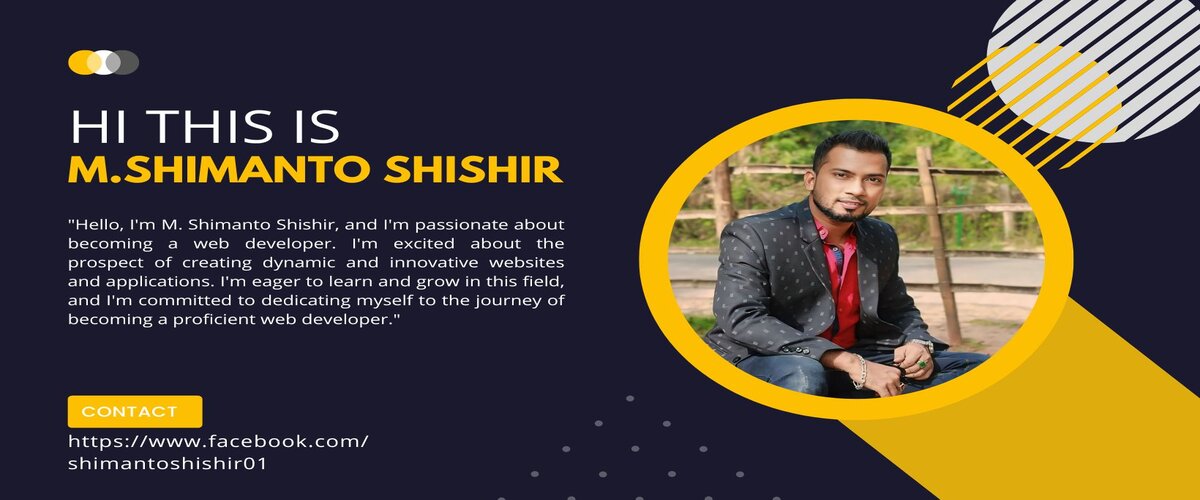 HI THIS IS
M.SHIMANTO SHISHIR
"Hello, I'm M. Shimanto Shishir, and I'm passionate about
becoming a web developer. I'm excited about the
prospect of creating dynamic and innovative websites
and applications. I'm eager to learn and grow in this field,
and I'm committed to dedicating myself to the journey of
becoming a proficient web developer."
CONTACT
https://www.facebook.com/
shimantoshishir01